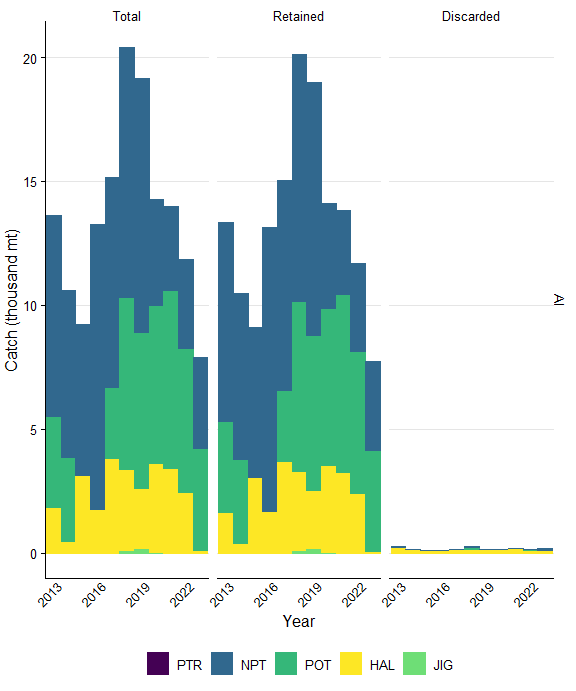 Total Retained Discarded
20
15
10
5
0
Catch (thousand mt)
AI
2013 2016 2019 2022 2013 2016 2019 2022 2013 2016 2019 2022
Year
PTR NPT POT HAL JIG